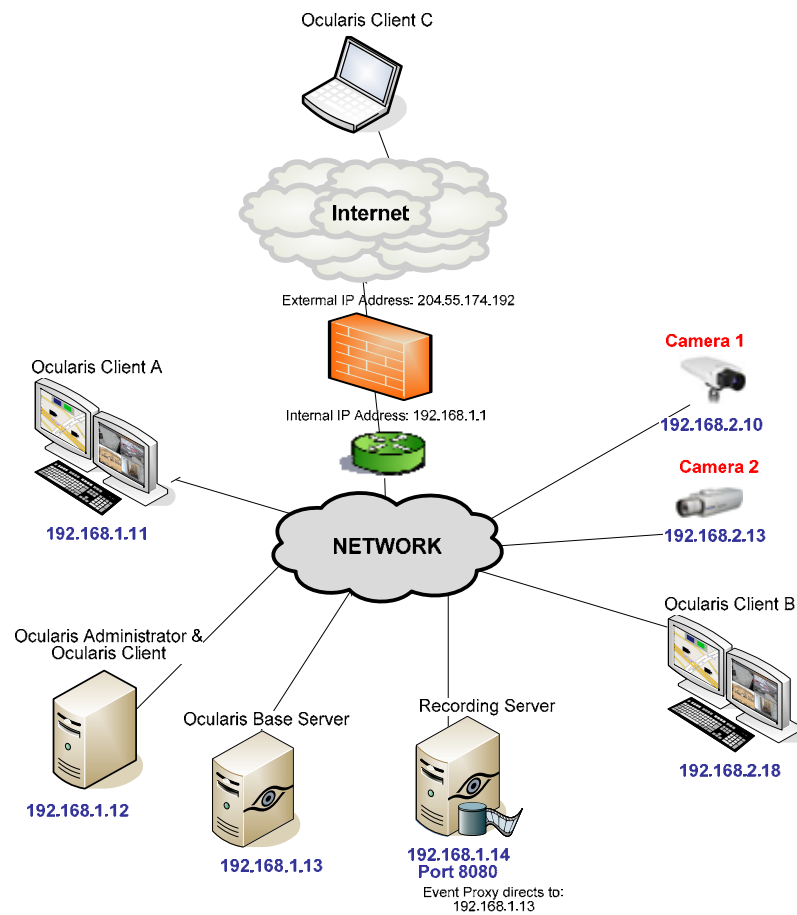 Ocularis Client C
Internet
External IP Address: 204.55.174.192
Internal IP Address: 192.168.1.1
Ocularis Client A
192.168.1.11
Camera 1
192.168.2.10
Camera 2
192.168.2.13
NETWORK
Ocularis Client B
192.168.2.18
Ocularis Administrator &
Ocularis Client
192.168.1.12
Ocularis Base Server
192.168.1.13
Recording Server
192.168.1.14
Port 8080
Event Proxy directs to:
192.168.1.13